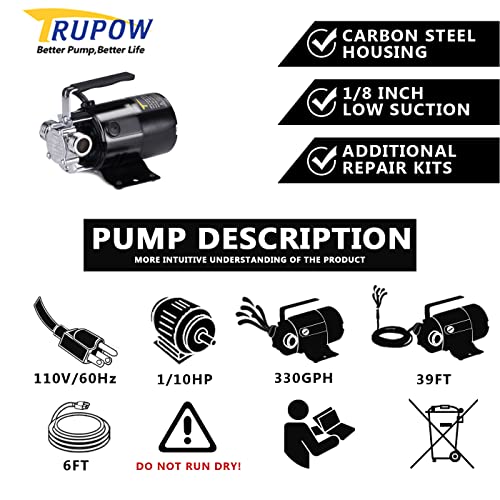 TRUPOW
Better Pump,Better Life
CARBON STEEL
HOUSING
1/8 INCH
LOW SUCTION
ADDITIONAL
REPAIR KITS
PUMP DESCRIPTION
MORE INTUITIVE UNDERSTANDING OF THE PRODUCT
110V/60Hz
1/10HP
330GPH
39FT
6FT
DO NOT RUN DRY!